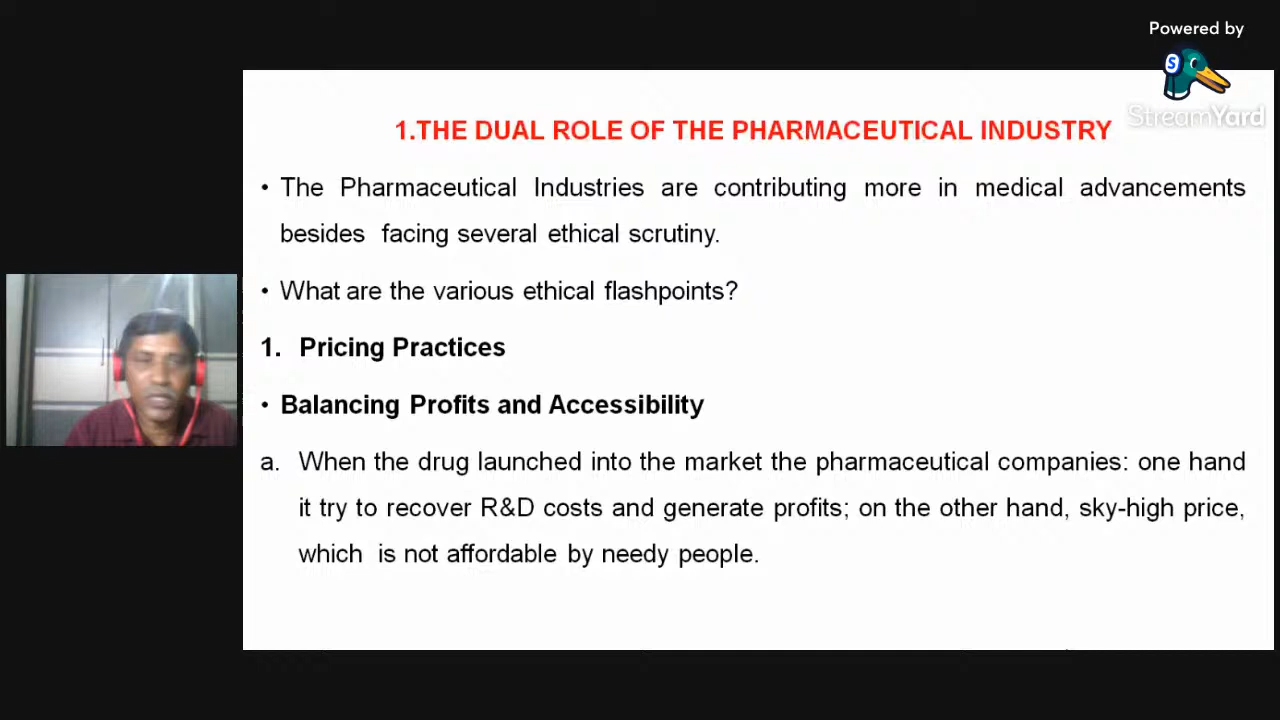 Powered by
S
StreamYard
1.THE DUAL ROLE OF THE PHARMACEUTICAL INDUSTRY
• The Pharmaceutical Industries are contributing more in medical advancements
besides facing several ethical scrutiny.
• What are the various ethical flashpoints?
1. Pricing Practices
• Balancing Profits and Accessibility
a. When the drug launched into the market the pharmaceutical companies: one hand
it try to recover R&D costs and generate profits; on the other hand, sky-high price,
which is not affordable by needy people.